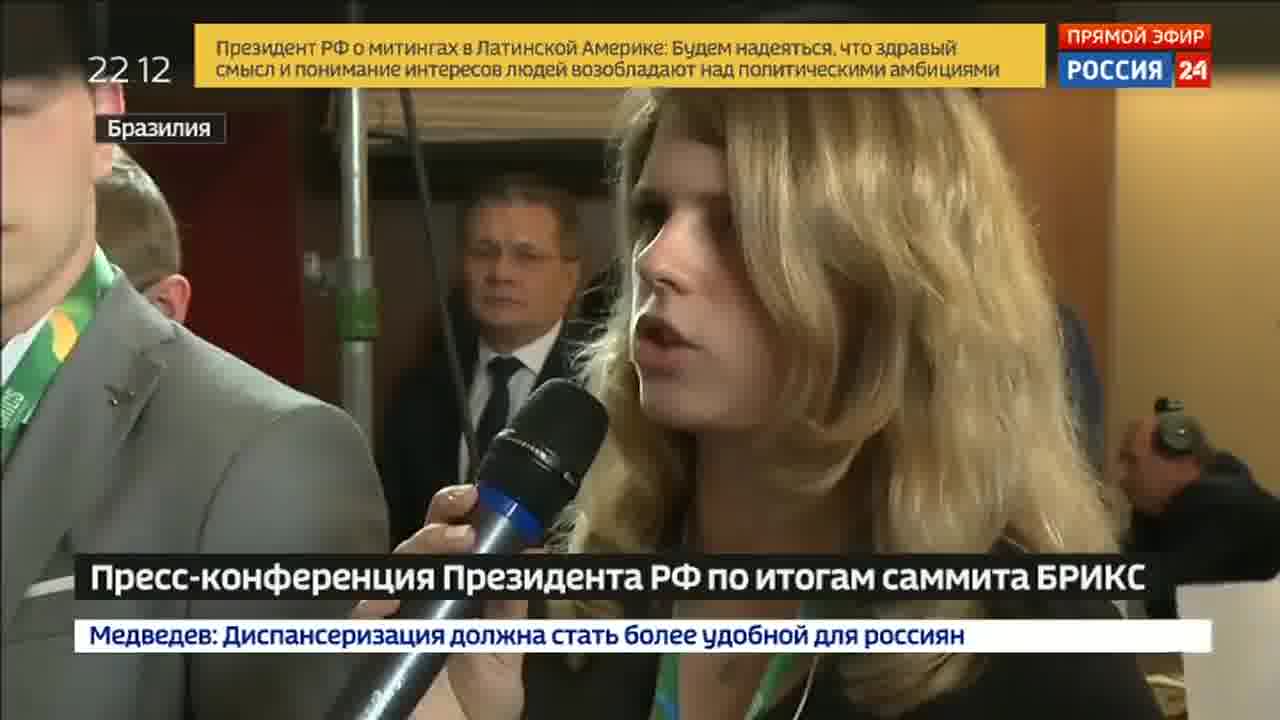 22 12
Президент РФ о митингах в Латинской Америке: Будем надеяться, что здравый
смысл и понимание интересов людей возобладают над политическими амбициями
ПРЯМОЙ ЭФИР
РОССИЯ 24
Бразилия
Пресс-конференция Президента РФ по итогам саммита БРИКС
Медведев: Диспансеризация должна стать более удобной для россиян